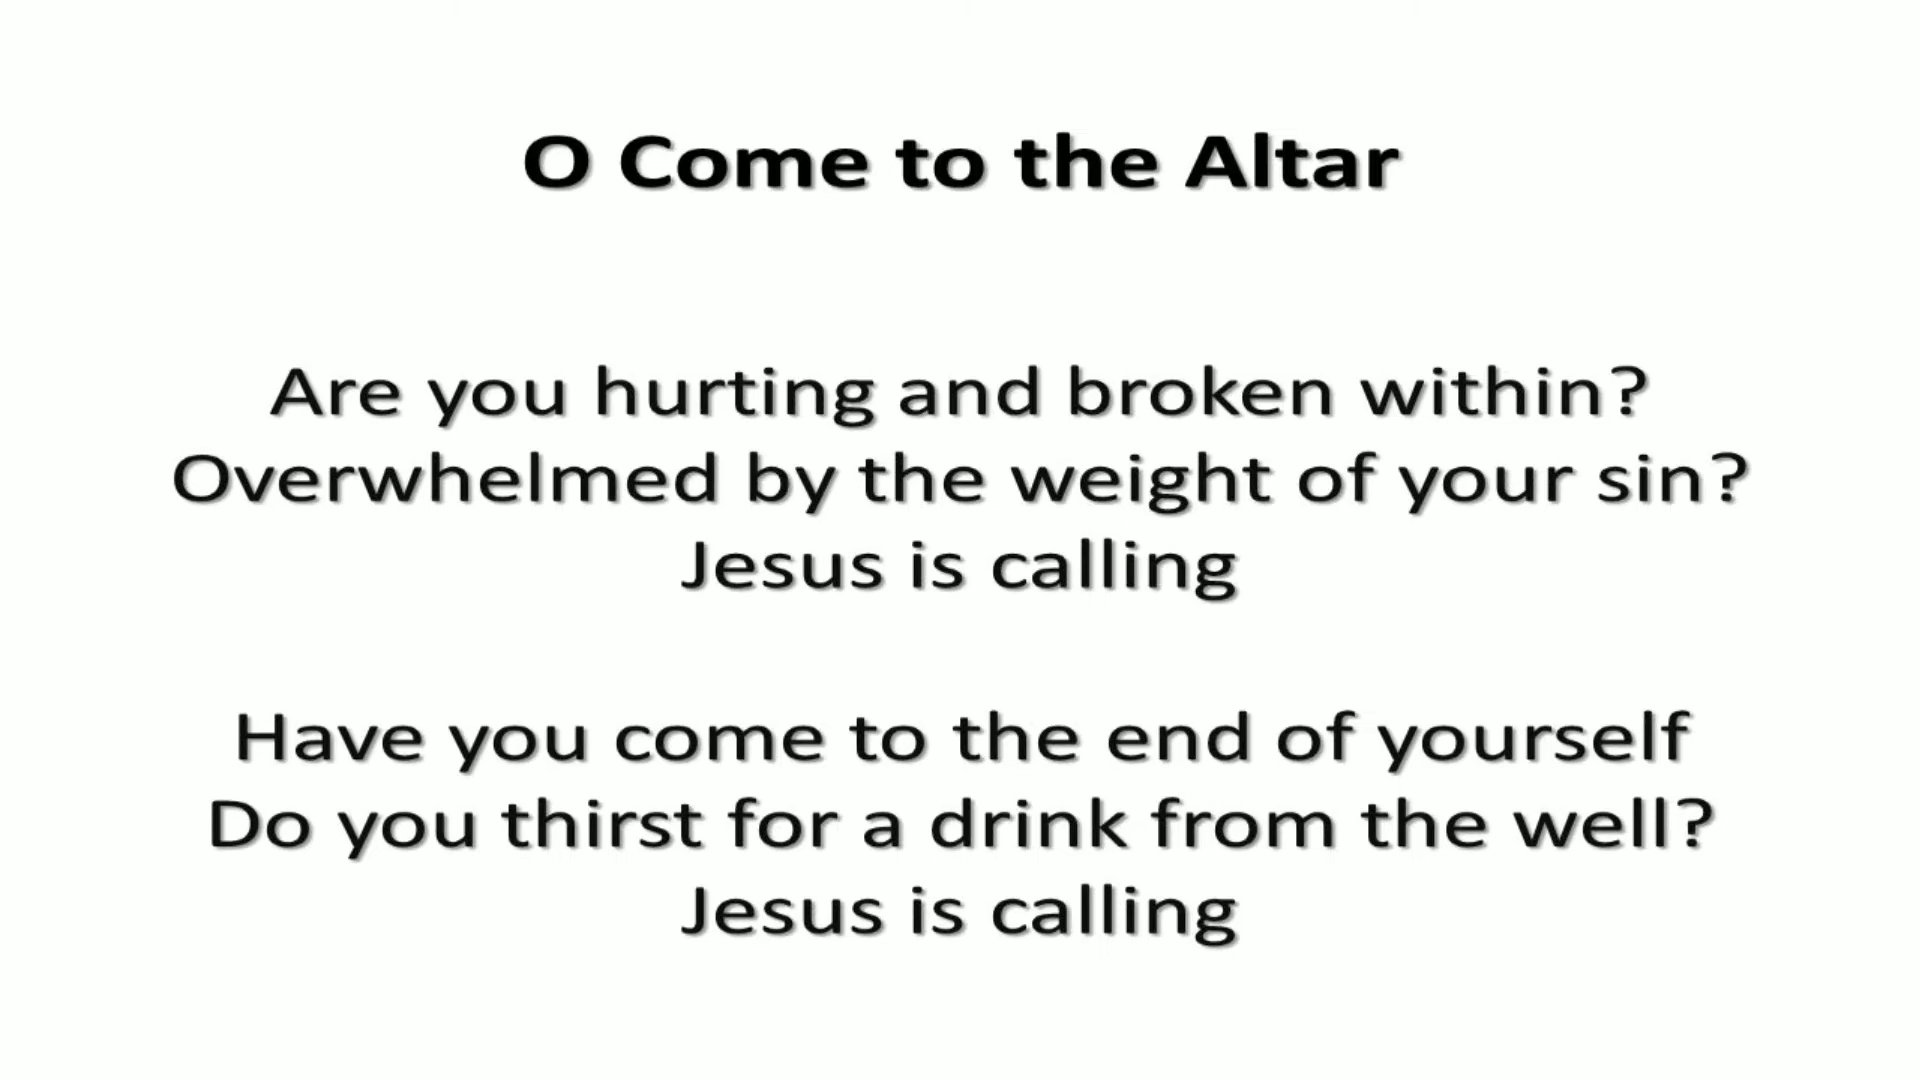 O Come to the Altar
Are you hurting and broken within?
Overwhelmed by the weight of your sin?
Jesus is calling
Have you come to the end of yourself
Do you thirst for a drink from the well?
Jesus is calling